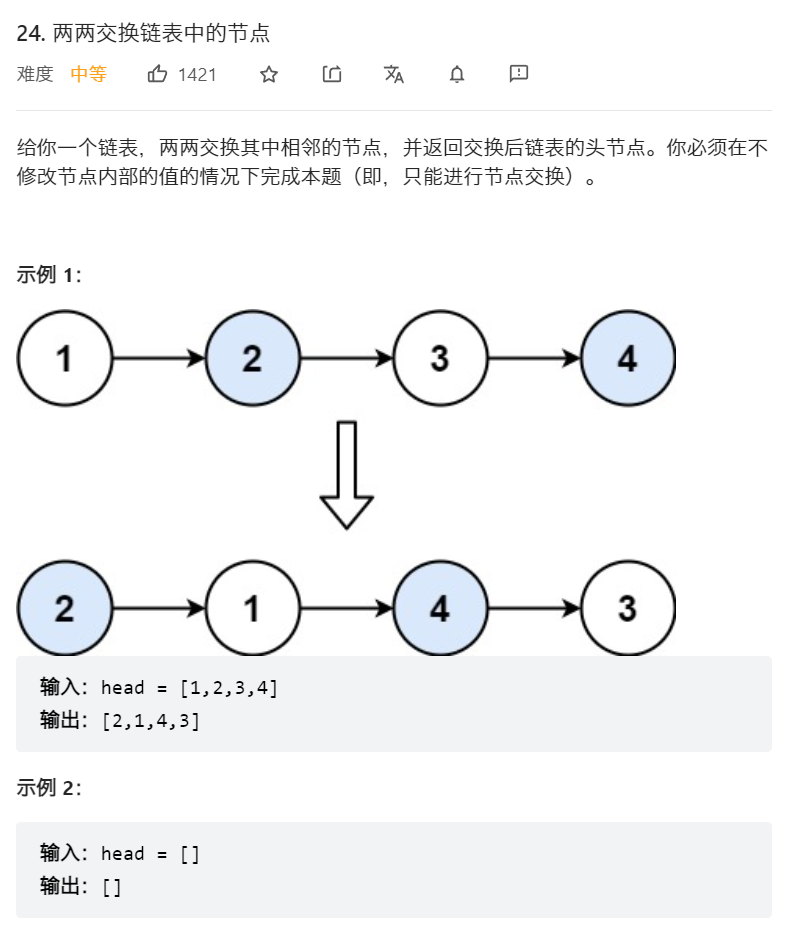 24. 两两交换链表中的节点
难度 中等 1421
给你一个链表，两两交换其中相邻的节点，并返回交换后链表的头节点。你必须在不
修改节点内部的值的情况下完成本题（即，只能进行节点交换）。
示例 1：
1 2 3 4
2 1 4 3
输入：head = [1,2,3,4]
输出：[2,1,4,3]
示例 2：
输入：head = []
输出：[]